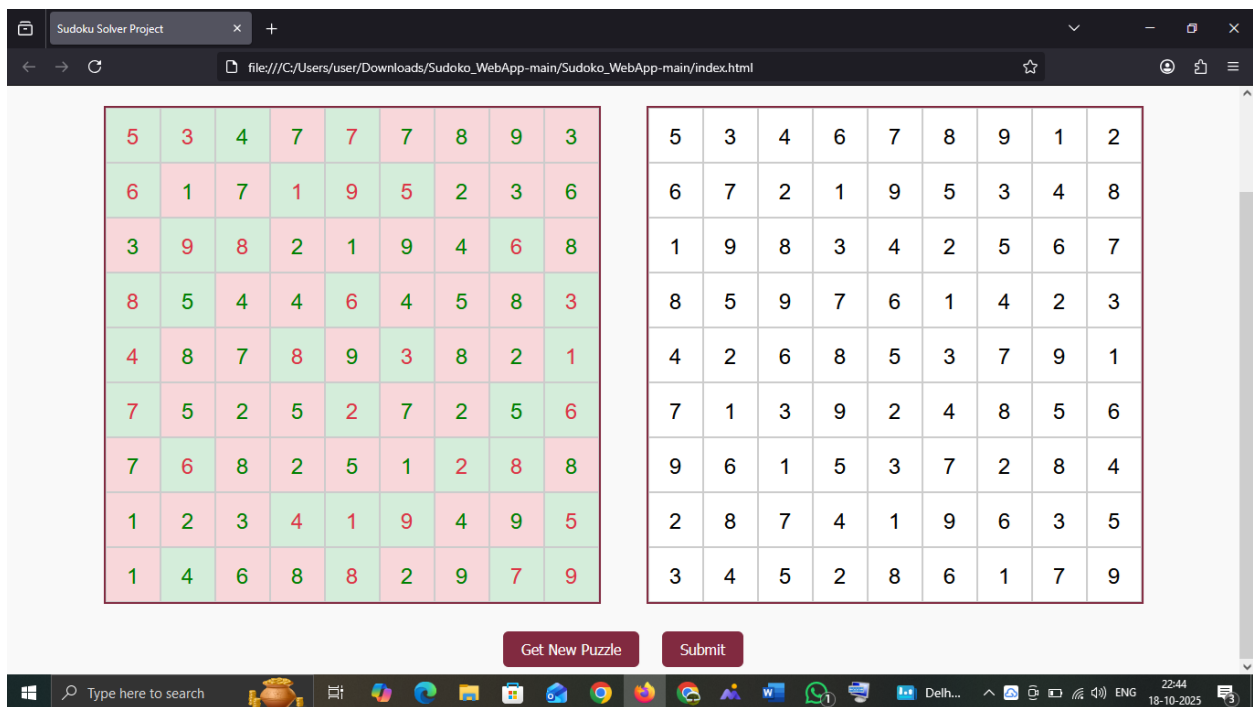 Sudoku Solver Project
file:///C:/Users/user/Downloads/Sudoko_WebApp-main/Sudoko_WebApp-main/index.html
5 3 4 7 7 7 8 9 3
6 1 7 1 9 5 2 3 6
3 9 8 2 1 9 4 6 8
8 5 4 4 6 4 5 8 3
4 8 7 8 9 3 8 2 1
7 5 2 5 2 7 2 5 6
7 6 8 2 5 1 2 8 8
1 2 3 4 1 9 4 9 5
1 4 6 8 8 2 9 7 9
5 3 4 6 7 8 9 1 2
6 7 2 1 9 5 3 4 8
1 9 8 3 4 2 5 6 7
8 5 9 7 6 1 4 2 3
4 2 6 8 5 3 7 9 1
7 1 3 9 2 4 8 5 6
9 6 1 5 3 7 2 8 4
2 8 7 4 1 9 6 3 5
3 4 5 2 8 6 1 7 9
Get New Puzzle
Submit
Type here to search
W
1
Delh...
ENG
22:44
18-10-2025
3